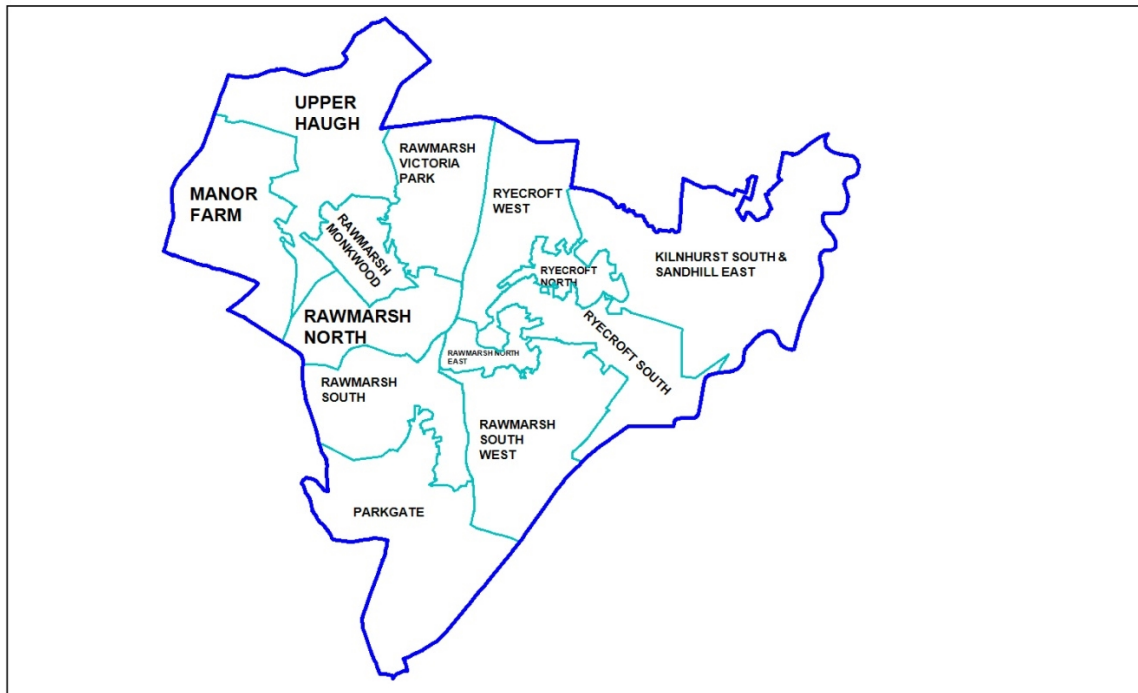 UPPER
HAUGH
RAWMARSH
VICTORIA
PARK
MANOR
FARM
RYECROFT
WEST
RAWMARSH
MONKWOOD
KILNHURST SOUTH &
SANDHILL EAST
RYECROFT
NORTH
RAWMARSH
NORTH
RYECROFT SOUTH
RAWMARSH NORTH
EAST
RAWMARSH
SOUTH
RAWMARSH
SOUTH
WEST
PARKGATE